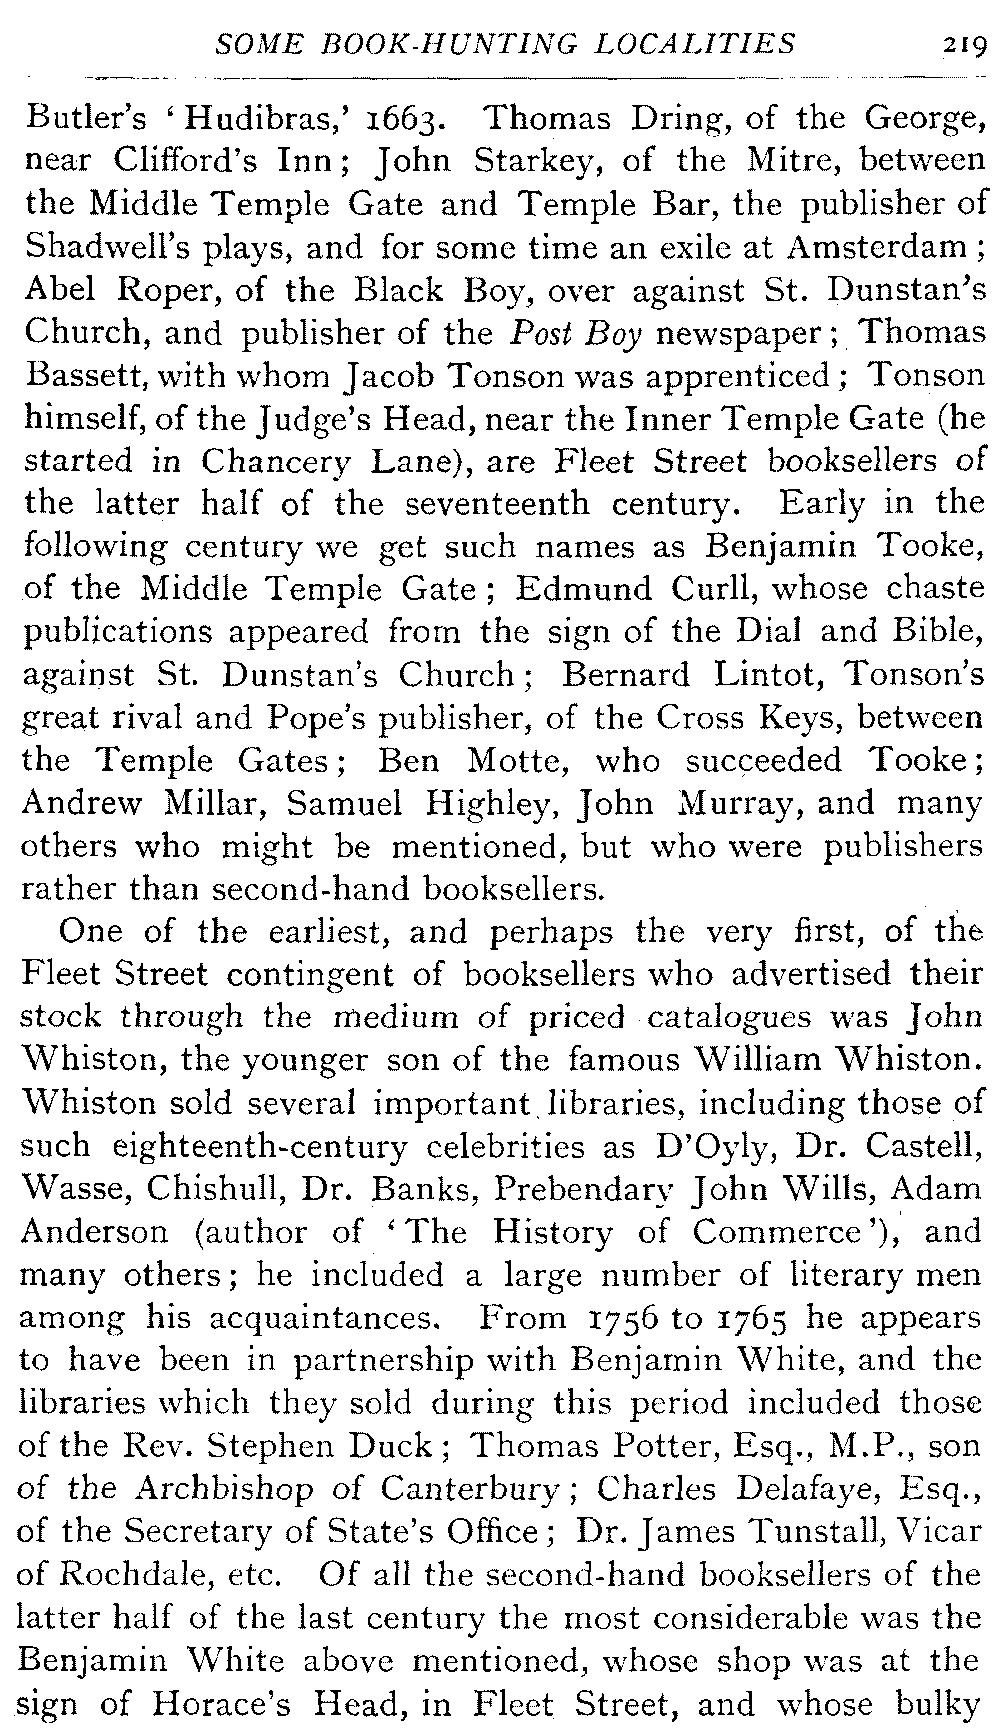 SOME BOOK-HUNTING LOCALITIES 219
Butler's 'Hudibras,' 1663. Thomas Dring, of the George,
near Clifford's Inn; John Starkey, of the Mitre, between
the Middle Temple Gate and Temple Bar, the publisher of
Shadwell's plays, and for some time an exile at Amsterdam;
Abel Roper, of the Black Boy, over against St. Dunstan's
Church, and publisher of the Post Boy newspaper; Thomas
Bassett, with whom Jacob Tonson was apprenticed; Tonson
himself, of the Judge's Head, near the Inner Temple Gate (he
started in Chancery Lane), are Fleet Street booksellers of
the latter half of the seventeenth century. Early in the
following century we get such names as Benjamin Tooke,
of the Middle Temple Gate; Edmund Curll, whose chaste
publications appeared from the sign of the Dial and Bible,
against St. Dunstan's Church; Bernard Lintot, Tonson's
great rival and Pope's publisher, of the Cross Keys, between
the Temple Gates; Ben Motte, who succeeded Tooke;
Andrew Millar, Samuel Highley, John Murray, and many
others who might be mentioned, but who were publishers
rather than second-hand booksellers.
One of the earliest, and perhaps the very first, of the
Fleet Street contingent of booksellers who advertised their
stock through the medium of priced catalogues was John
Whiston, the younger son of the famous William Whiston.
Whiston sold several important libraries, including those of
such eighteenth-century celebrities as D'Oyly, Dr. Castell,
Wasse, Chishull, Dr. Banks, Prebendary John Wills, Adam
Anderson (author of 'The History of Commerce'), and
many others; he included a large number of literary men
among his acquaintances. From 1756 to 1765 he appears
to have been in partnership with Benjamin White, and the
libraries which they sold during this period included those
of the Rev. Stephen Duck; Thomas Potter, Esq., M.P., son
of the Archbishop of Canterbury; Charles Delafaye, Esq.,
of the Secretary of State's Office; Dr. James Tunstall, Vicar
of Rochdale, etc. Of all the second-hand booksellers of the
latter half of the last century the most considerable was the
Benjamin White above mentioned, whose shop was at the
sign of Horace's Head, in Fleet Street, and whose bulky